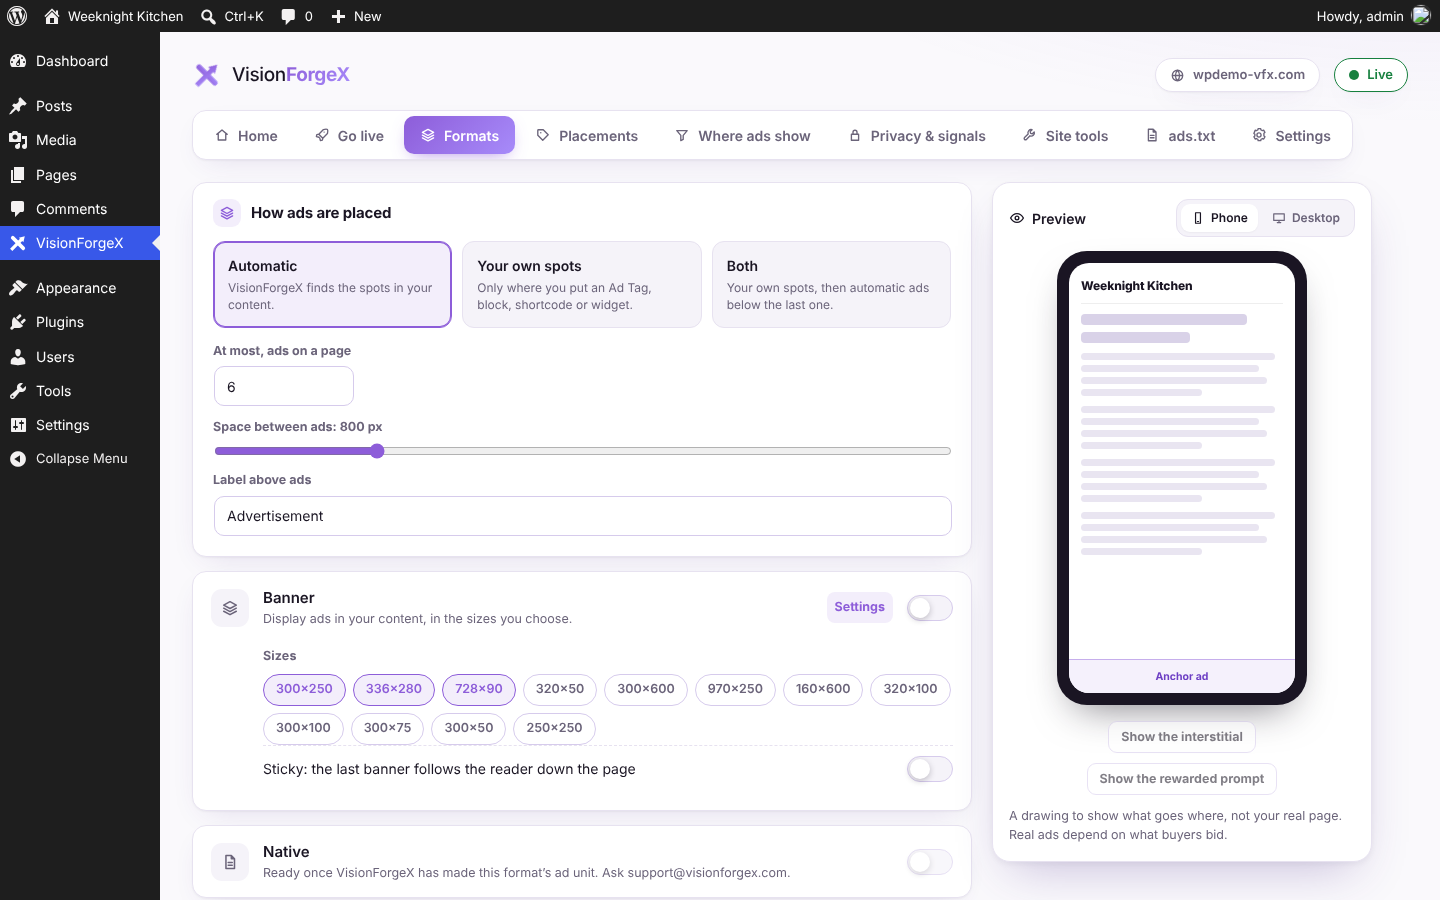 Weeknight Kitchen
Ctrl+K
0
New
Howdy, admin
Dashboard
Posts
Media
Pages
Comments
VisionForgeX
Appearance
Plugins
Users
Tools
Settings
Collapse Menu
VisionForgeX
wpdemo-vfx.com
Live
Home
Go live
Formats
Placements
Where ads show
Privacy & signals
Site tools
ads.txt
Settings
How ads are placed
Automatic
VisionForgeX finds the spots in your
content.
Your own spots
Only where you put an Ad Tag,
block, shortcode or widget.
Both
Your own spots, then automatic ads
below the last one.
At most, ads on a page
6
Space between ads: 800 px
Label above ads
Advertisement
Banner
Display ads in your content, in the sizes you choose.
Settings
Sizes
300×250
336×280
728×90
320×50
300×600
970×250
160×600
320×100
300×100
300×75
300×50
250×250
Sticky: the last banner follows the reader down the page
Native
Ready once VisionForgeX has made this format’s ad unit. Ask support@visionforgex.com.
Preview
Phone
Desktop
Weeknight Kitchen
Anchor ad
Show the interstitial
Show the rewarded prompt
A drawing to show what goes where, not your real page.
Real ads depend on what buyers bid.